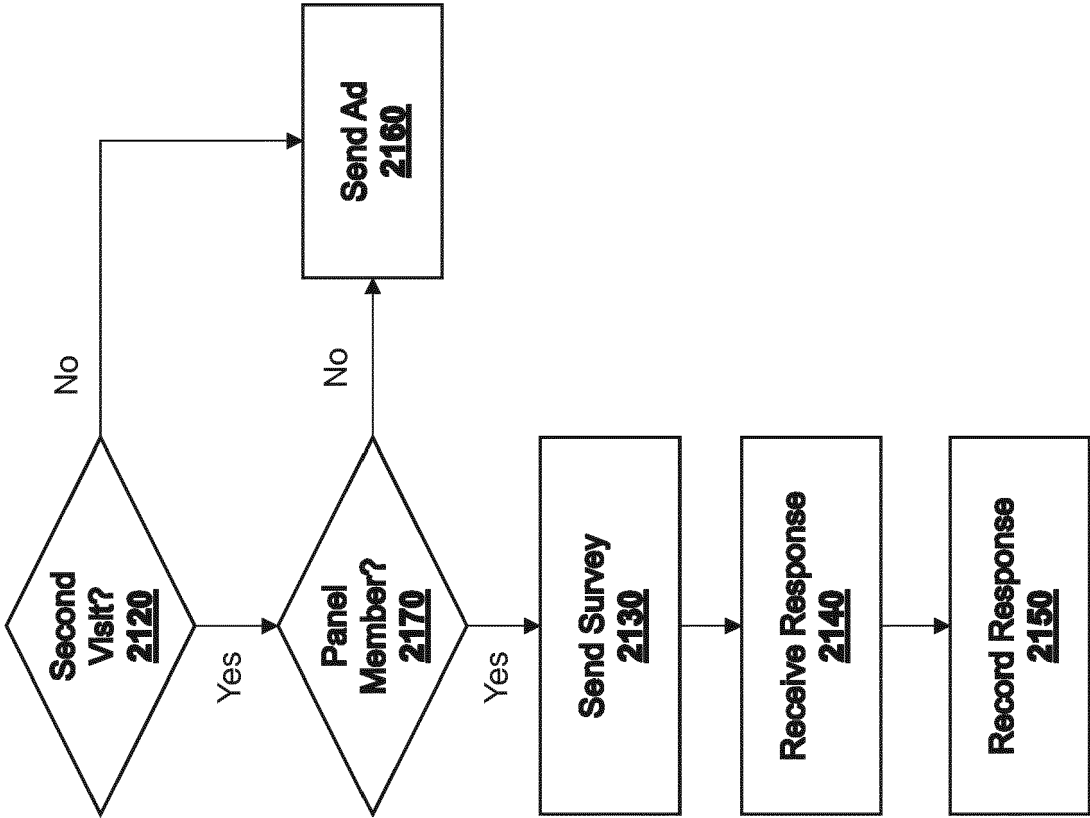 Second
Visit?
2120
No
Yes
Panel
Member?
2170
No
Send Ad
2160
Yes
Send Survey
2130
Receive Response
2140
Record Response
2150